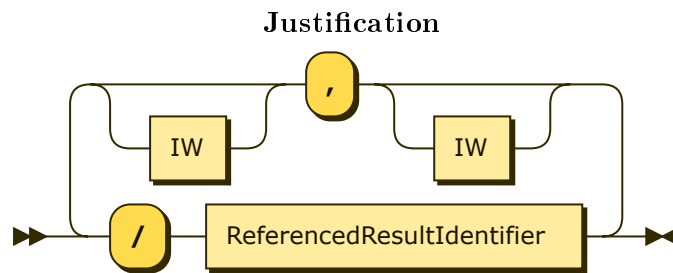 Justification
,
IW IW
/ ReferencedResultIdentifier